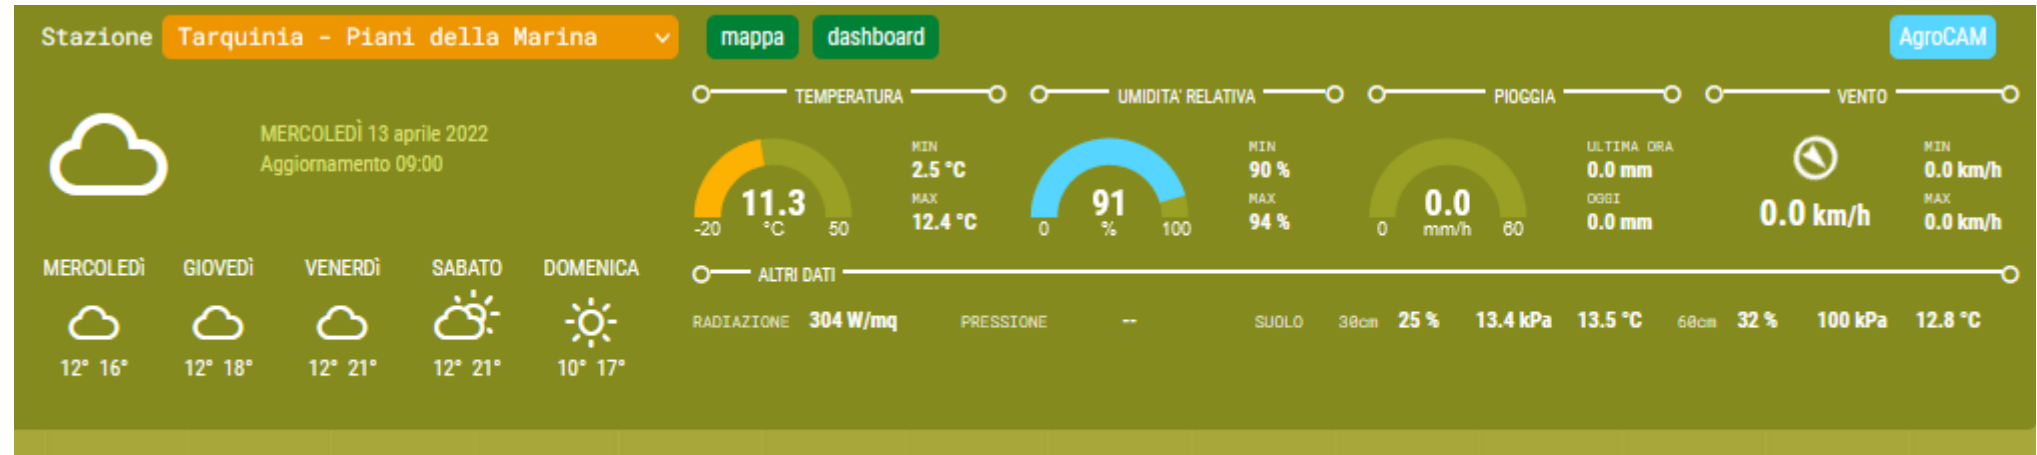 Stazione Tarquinia - Piani della Marina mappa dashboard AgroCAM
TEMPERATURA UMIDITA' RELATIVA PIOGGIA VENTO
MERCOLEDÌ 13 aprile 2022
Aggiornamento 09:00
11.3
°C
-20 50
MIN
2.5 °C
MAX
12.4 °C
91
%
0 100
MIN
90 %
MAX
94 %
0.0
mm/h
0 60
ULTIMA ORA
0.0 mm
OGGI
0.0 mm
0.0 km/h
MIN
0.0 km/h
MAX
0.0 km/h
MERCOLEDì GIOVEDì VENERDì SABATO DOMENICA
12° 16° 12° 18° 12° 21° 12° 21° 10° 17°
ALTRI DATI
RADIAZIONE 304 W/mq PRESSIONE -- SUOLO 30cm 25 % 13.4 kPa 13.5 °C 60cm 32 % 100 kPa 12.8 °C